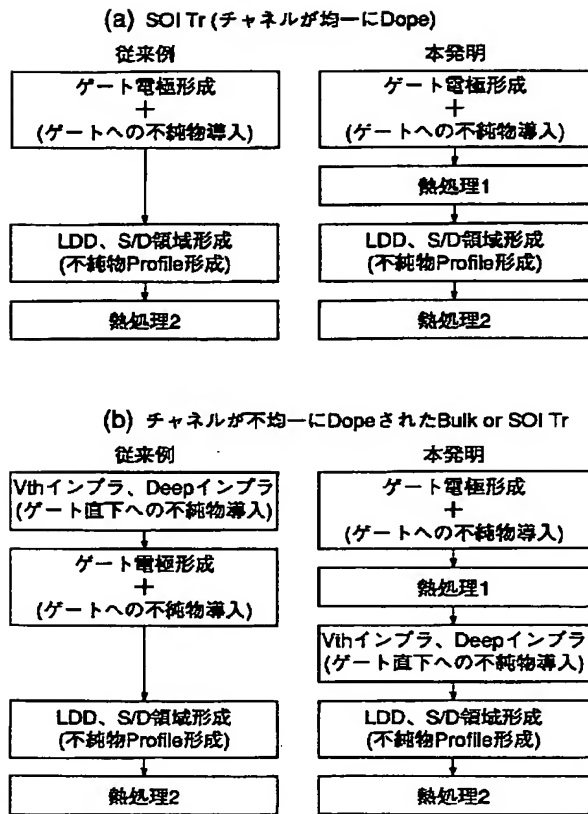 (a) SOI Tr (チャネルが均一にDope)
従来例
ゲート電極形成
＋
(ゲートへの不純物導入)
LDD、S/D領域形成
(不純物Profile形成)
熱処理2
本発明
ゲート電極形成
＋
(ゲートへの不純物導入)
熱処理1
LDD、S/D領域形成
(不純物Profile形成)
熱処理2
(b) チャネルが不均一にDopeされたBulk or SOI Tr
従来例
Vthインプラ、Deepインプラ
(ゲート直下への不純物導入)
ゲート電極形成
＋
(ゲートへの不純物導入)
LDD、S/D領域形成
(不純物Profile形成)
熱処理2
本発明
ゲート電極形成
＋
(ゲートへの不純物導入)
熱処理1
Vthインプラ、Deepインプラ
(ゲート直下への不純物導入)
LDD、S/D領域形成
(不純物Profile形成)
熱処理2